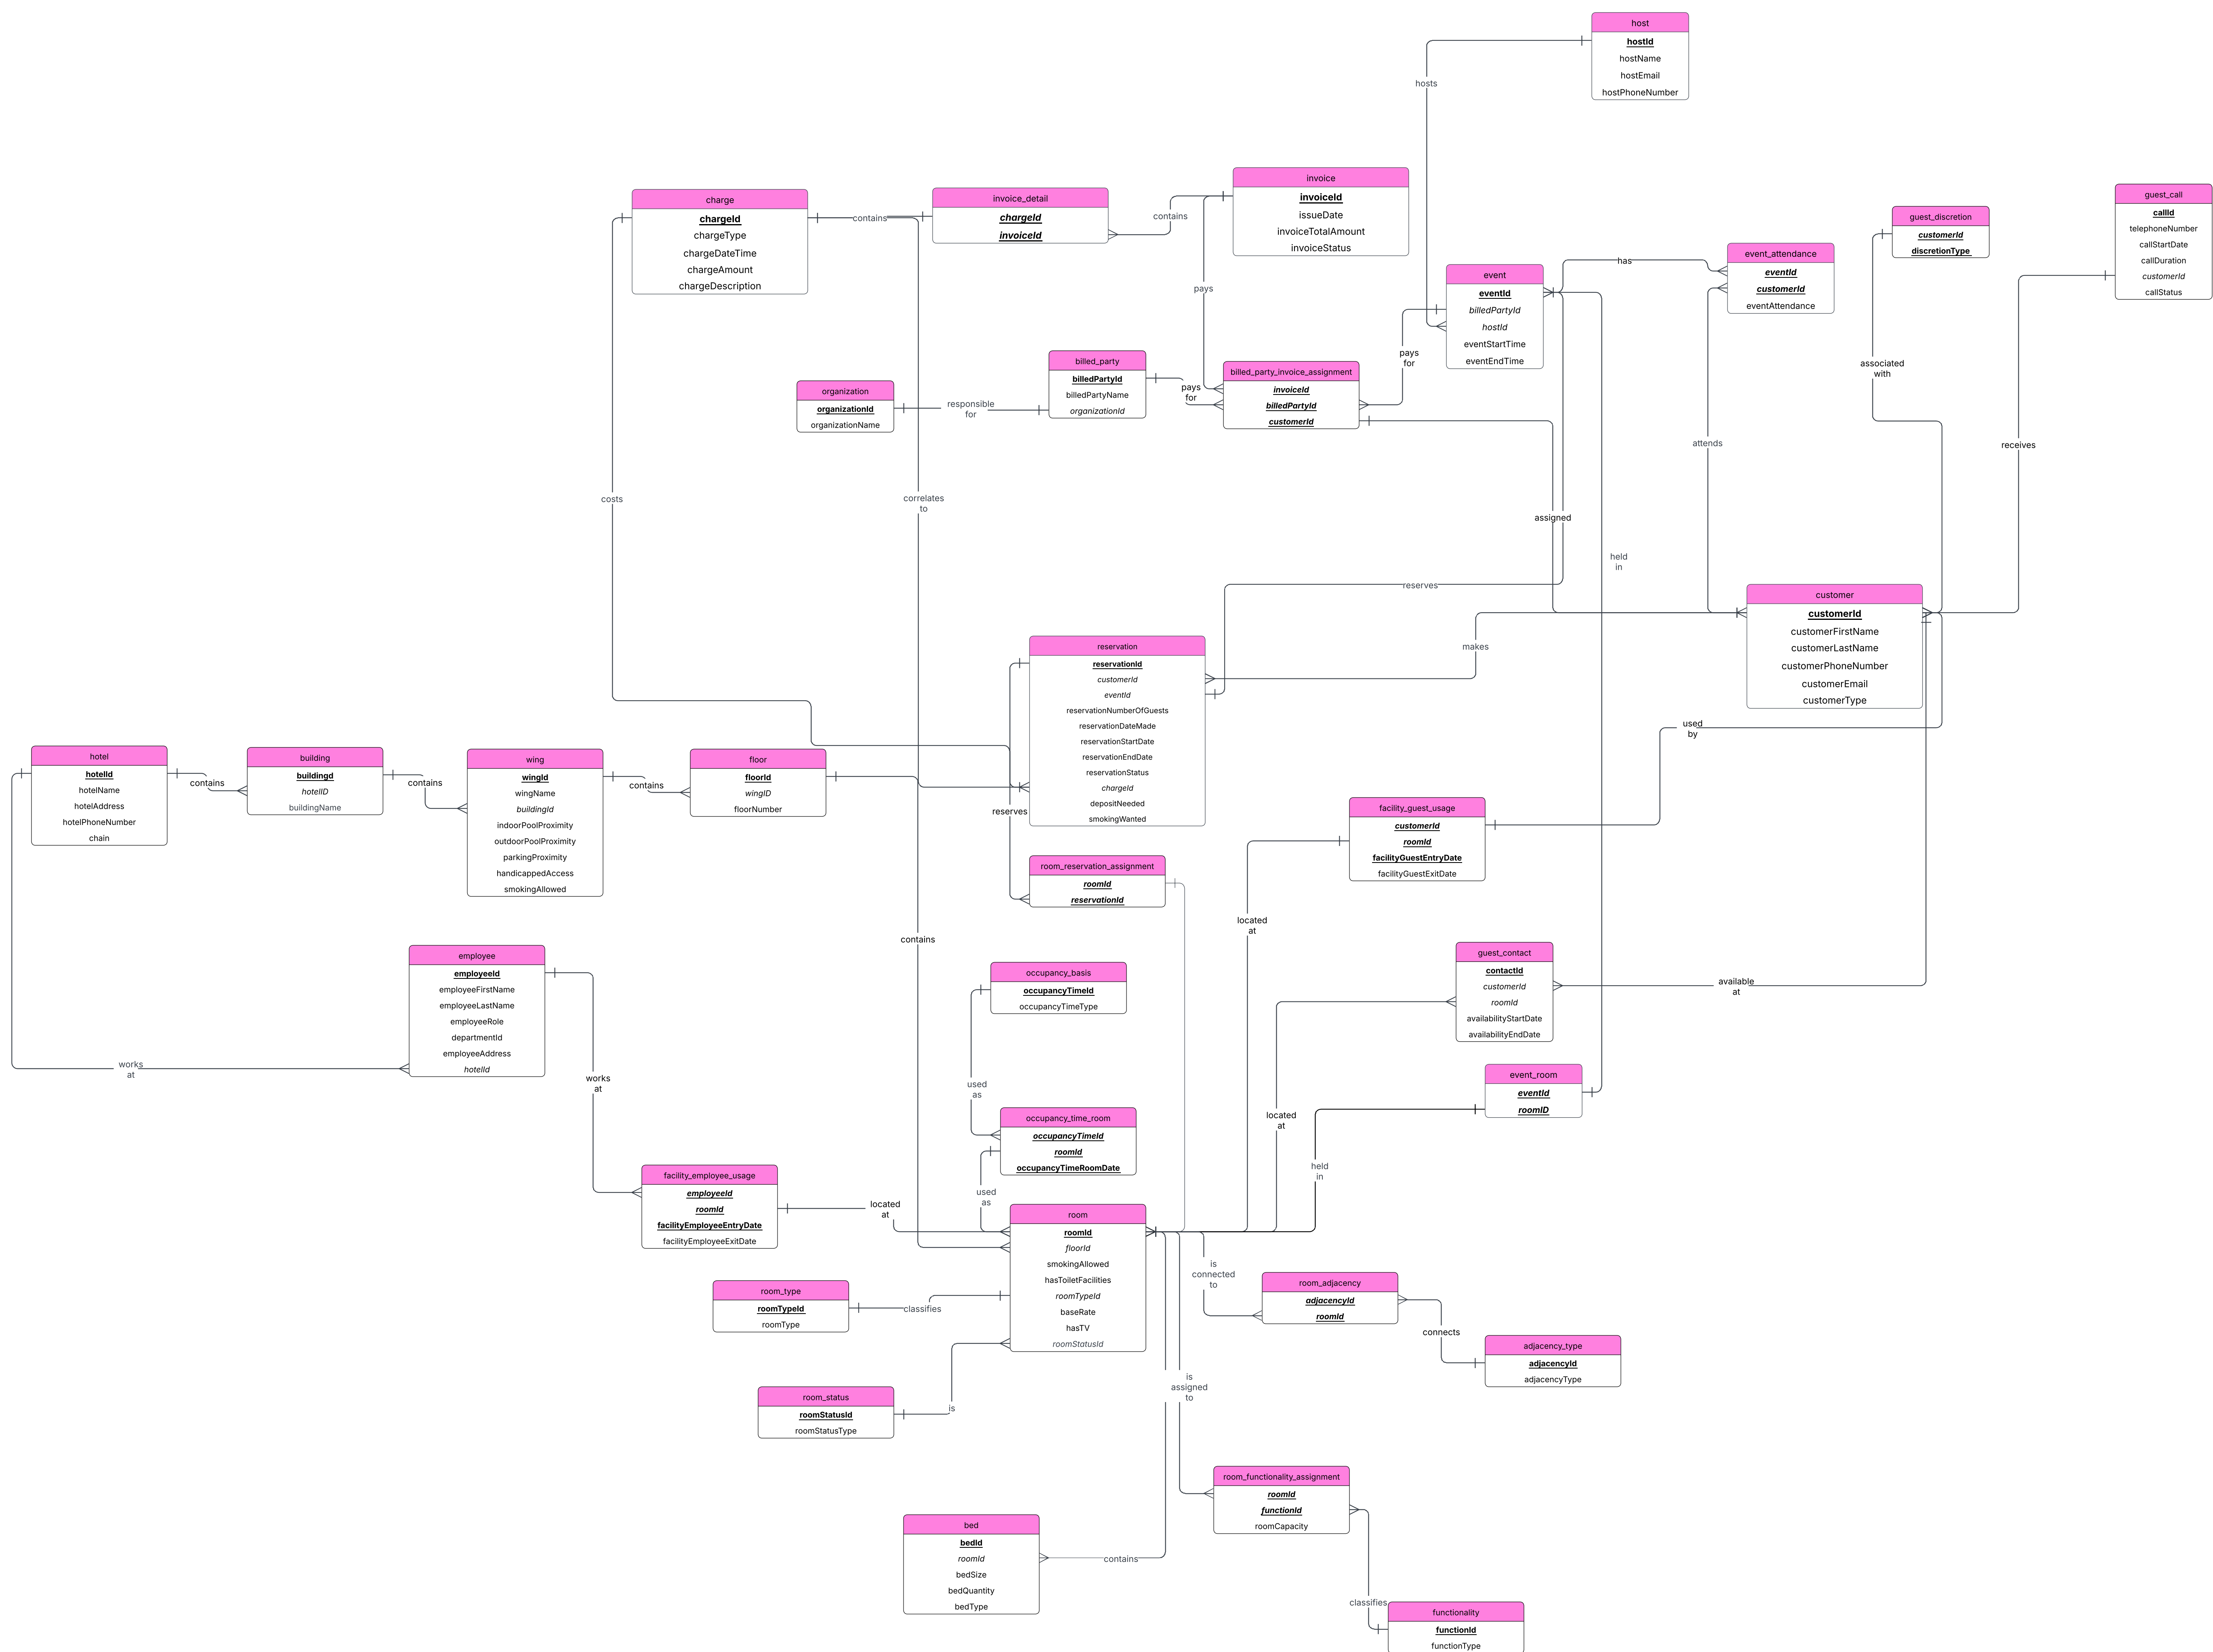 host
hostId
hostName
hostEmail
hostPhoneNumber
hosts
charge
chargeId
chargeType
chargeDateTime
chargeAmount
chargeDescription
contains
invoice_detail
chargeId
invoiceId
contains
invoice
invoiceId
issueDate
invoiceTotalAmount
invoiceStatus
pays
event
eventId
billedPartyId
hostId
eventStartTime
eventEndTime
has
event_attendance
eventId
customerId
eventAttendance
guest_discretion
customerId
discretionType
guest_call
callId
telephoneNumber
callStartDate
callDuration
customerId
callStatus
organization
organizationId
organizationName
responsible
for
billed_party
billedPartyId
billedPartyName
organizationId
pays
for
billed_party_invoice_assignment
invoiceId
billedPartyId
customerId
pays
for
associated
with
attends
receives
costs
correlates
to
assigned
held
in
reserves
makes
customer
customerId
customerFirstName
customerLastName
customerPhoneNumber
customerEmail
customerType
used
by
reservation
reservationId
customerId
eventId
reservationNumberOfGuests
reservationDateMade
reservationStartDate
reservationEndDate
reservationStatus
chargeId
depositNeeded
smokingWanted
hotel
hotelId
hotelName
hotelAddress
hotelPhoneNumber
chain
contains
building
buildingd
hotelID
buildingName
contains
wing
wingId
wingName
buildingId
indoorPoolProximity
outdoorPoolProximity
parkingProximity
handicappedAccess
smokingAllowed
contains
floor
floorId
wingID
floorNumber
reserves
room_reservation_assignment
roomId
reservationId
facility_guest_usage
customerId
roomId
facilityGuestEntryDate
facilityGuestExitDate
located
at
contains
employee
employeeId
employeeFirstName
employeeLastName
employeeRole
departmentId
employeeAddress
hotelId
works
at
works
at
occupancy_basis
occupancyTimeId
occupancyTimeType
used
as
guest_contact
contactId
customerId
roomId
availabilityStartDate
availabilityEndDate
available
at
located
at
event_room
eventId
roomID
held
in
occupancy_time_room
occupancyTimeId
roomId
occupancyTimeRoomDate
used
as
facility_employee_usage
employeeId
roomId
facilityEmployeeEntryDate
facilityEmployeeExitDate
located
at
room
roomId
floorId
smokingAllowed
hasToiletFacilities
roomTypeId
baseRate
hasTV
roomStatusId
room_type
roomTypeId
roomType
classifies
is
connected
to
room_adjacency
adjacencyId
roomId
connects
adjacency_type
adjacencyId
adjacencyType
room_status
roomStatusId
roomStatusType
is
is
assigned
to
room_functionality_assignment
roomId
functionId
roomCapacity
bed
bedId
roomId
bedSize
bedQuantity
bedType
contains
classifies
functionality
functionId
functionType